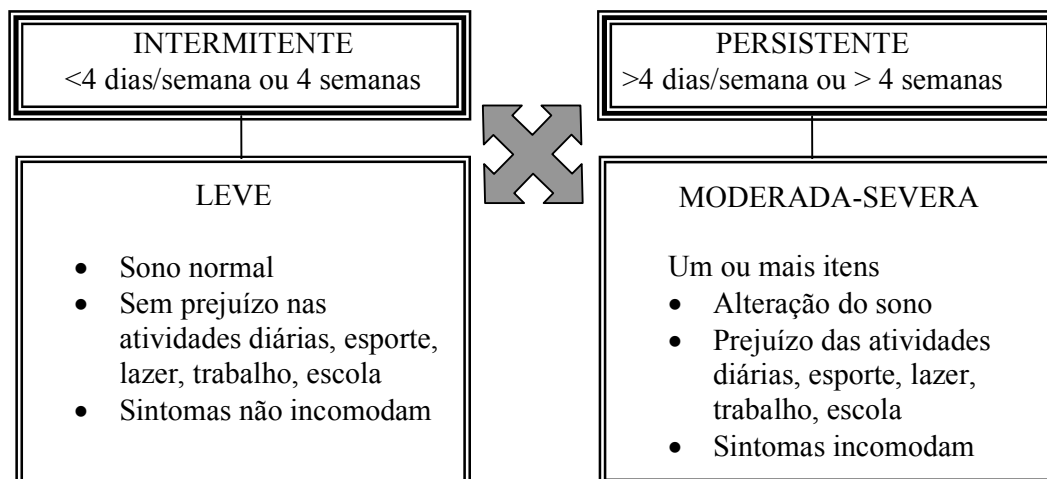 INTERMITENTE
<4 dias/semana ou 4 semanas
PERSISTENTE
>4 dias/semana ou > 4 semanas
LEVE
• Sono normal
• Sem prejuízo nas
atividades diárias, esporte,
lazer, trabalho, escola
• Sintomas não incomodam
MODERADA-SEVERA
Um ou mais itens
• Alteração do sono
• Prejuízo das atividades
diárias, esporte, lazer,
trabalho, escola
• Sintomas incomodam